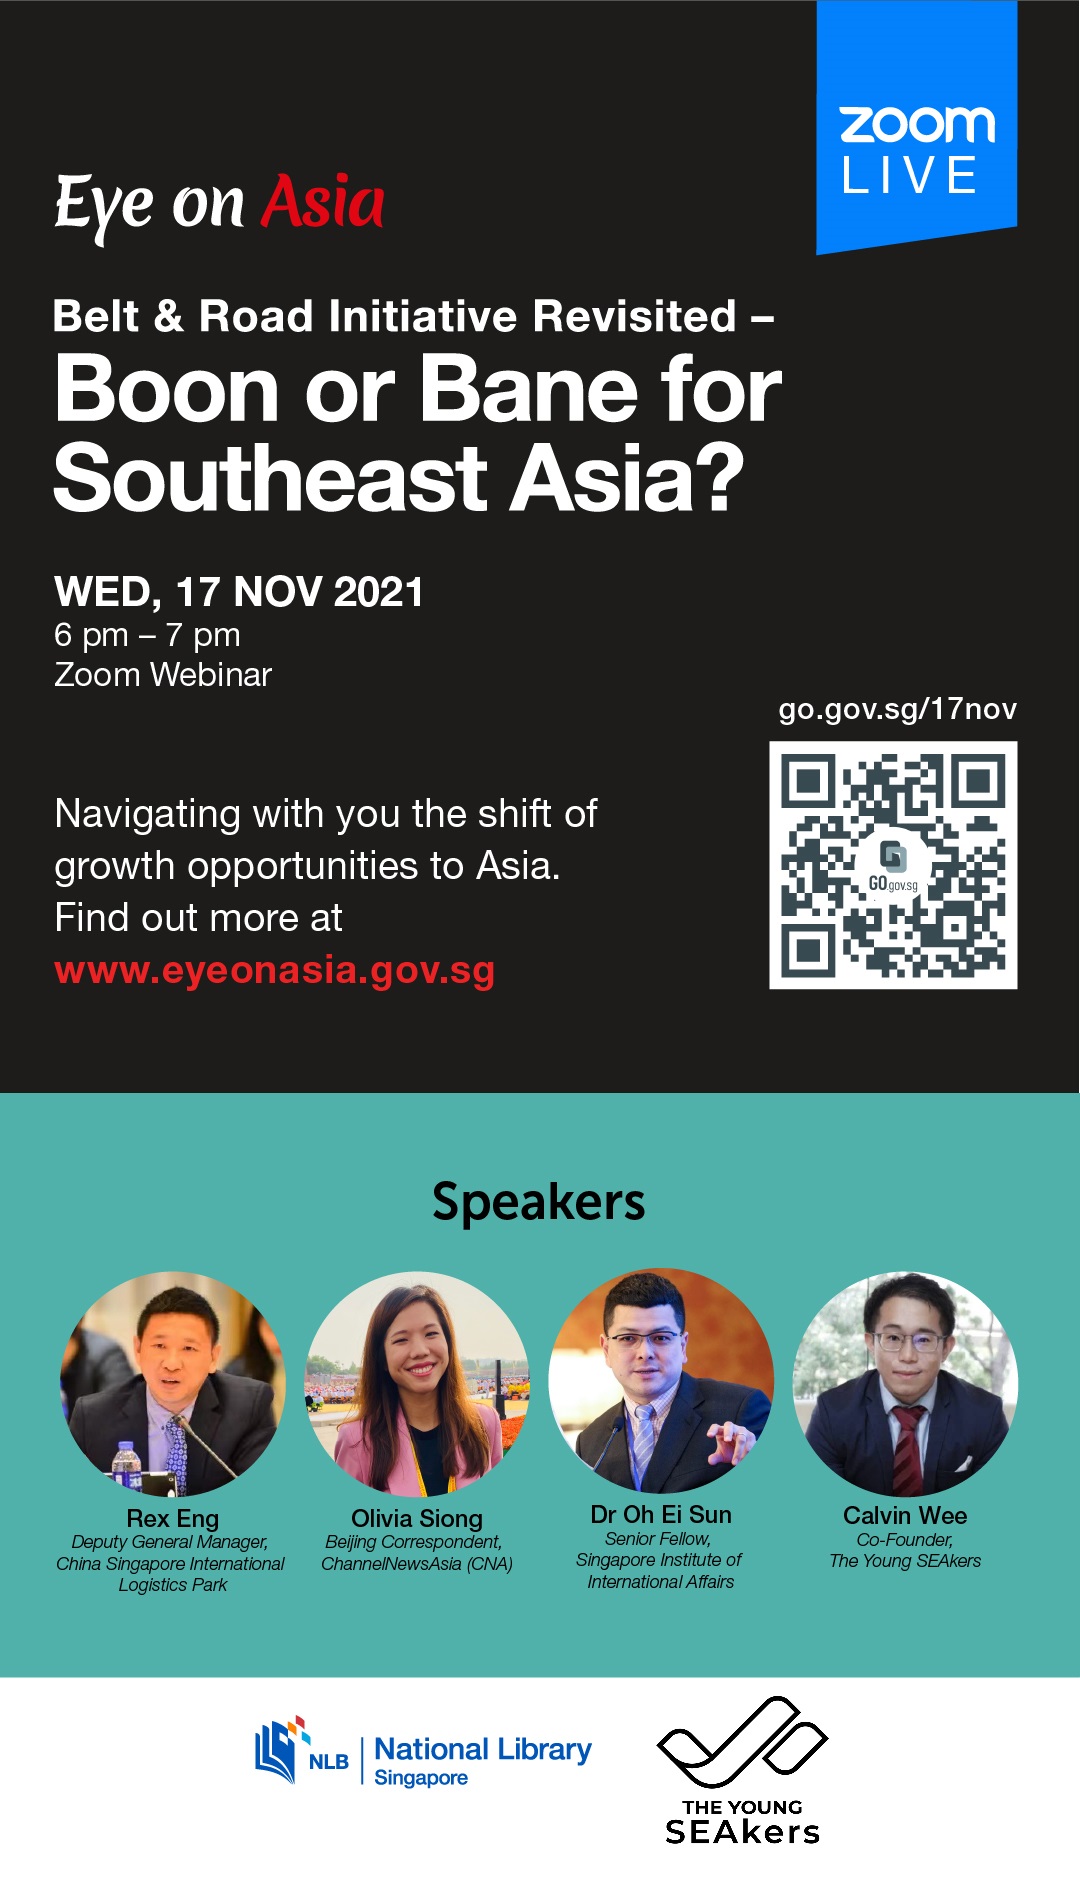 zoom
LIVE
Eye on Asia
Belt & Road Initiative Revisited –
Boon or Bane for
Southeast Asia?
WED, 17 NOV 2021
6 pm – 7 pm
Zoom Webinar
go.gov.sg/17nov
GO.gov.sg
Navigating with you the shift of
growth opportunities to Asia.
Find out more at
www.eyeonasia.gov.sg
Speakers
Rex Eng
Deputy General Manager,
China Singapore International
Logistics Park
Olivia Siong
Beijing Correspondent,
ChannelNewsAsia (CNA)
Dr Oh Ei Sun
Senior Fellow,
Singapore Institute of
International Affairs
Calvin Wee
Co-Founder,
The Young SEAkers
NLB
National Library
Singapore
THE YOUNG
SEAkers